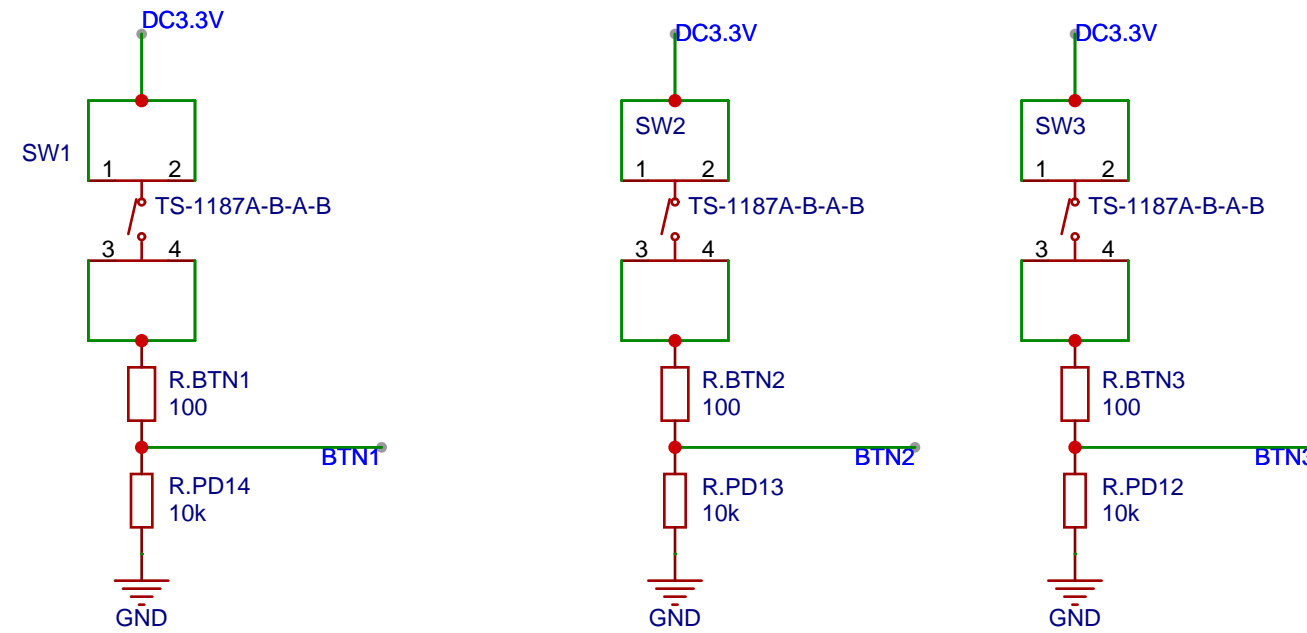 DC3.3V
SW1
1 2
TS-1187A-B-A-B
3 4
R.BTN1
100
BTN1
R.PD14
10k
GND
DC3.3V
SW2
1 2
TS-1187A-B-A-B
3 4
R.BTN2
100
BTN2
R.PD13
10k
GND
DC3.3V
SW3
1 2
TS-1187A-B-A-B
3 4
R.BTN3
100
BTN3
R.PD12
10k
GND